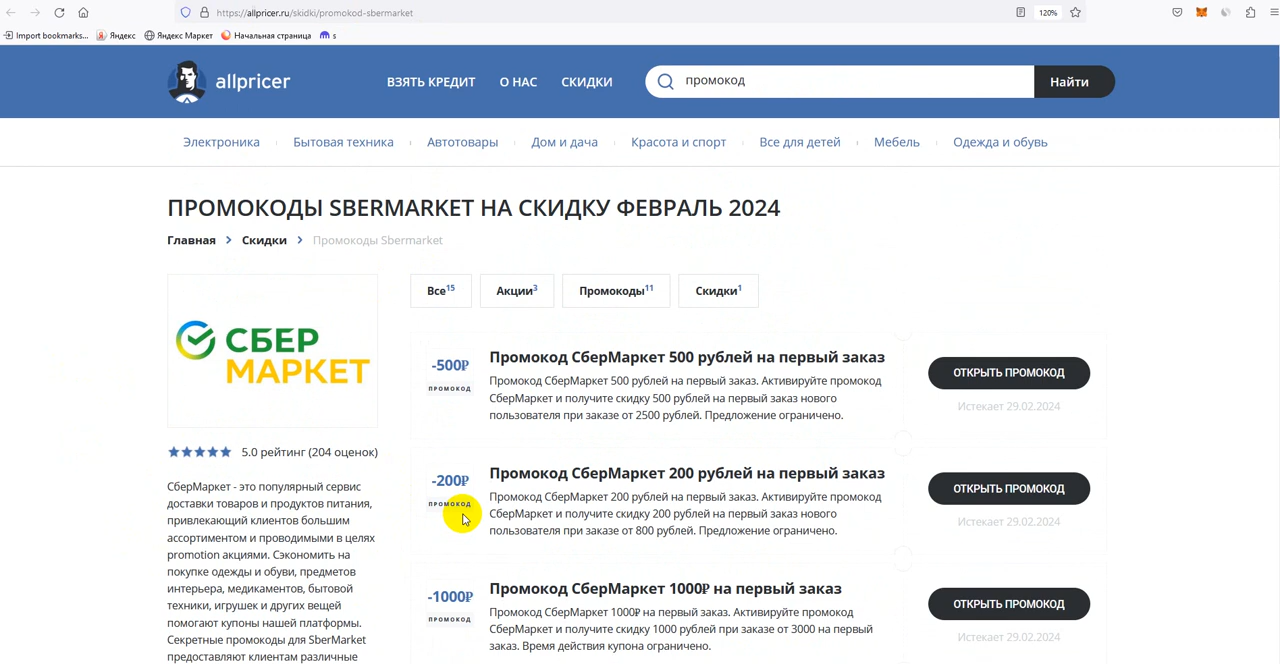 https://allpricer.ru/skidki/promokod-sbermarket
120%
Import bookmarks...
Яндекс
Яндекс Маркет
Начальная страница
s
allpricer
ВЗЯТЬ КРЕДИТ
О НАС
СКИДКИ
промокод
Найти
Электроника
Бытовая техника
Автотовары
Дом и дача
Красота и спорт
Все для детей
Мебель
Одежда и обувь
ПРОМОКОДЫ SBERMARKET НА СКИДКУ ФЕВРАЛЬ 2024
Главная
Скидки
Промокоды Sbermarket
СБЕР
МАРКЕТ
5.0 рейтинг (204 оценок)
СберМаркет - это популярный сервис
доставки товаров и продуктов питания,
привлекающий клиентов большим
ассортиментом и проводимыми в целях
promotion акциями. Сэкономить на
покупке одежды и обуви, предметов
интерьера, медикаментов, бытовой
техники, игрушек и других вещей
помогают купоны нашей платформы.
Секретные промокоды для SberMarket
предоставляют клиентам различные
Все15
Акции3
Промокоды11
Скидки1
-500₽
ПРОМОКОД
Промокод СберМаркет 500 рублей на первый заказ
Промокод СберМаркет 500 рублей на первый заказ. Активируйте промокод
СберМаркет и получите скидку 500 рублей на первый заказ нового
пользователя при заказе от 2500 рублей. Предложение ограничено.
ОТКРЫТЬ ПРОМОКОД
Истекает 29.02.2024
-200₽
ПРОМОКОД
Промокод СберМаркет 200 рублей на первый заказ
Промокод СберМаркет 200 рублей на первый заказ. Активируйте промокод
СберМаркет и получите скидку 200 рублей на первый заказ нового
пользователя при заказе от 800 рублей. Предложение ограничено.
ОТКРЫТЬ ПРОМОКОД
Истекает 29.02.2024
-1000₽
ПРОМОКОД
Промокод СберМаркет 1000₽ на первый заказ
Промокод СберМаркет 1000₽ на первый заказ. Активируйте промокод
СберМаркет и получите скидку 1000 рублей при заказе от 3000 на первый
заказ. Время действия купона ограничено.
ОТКРЫТЬ ПРОМОКОД
Истекает 29.02.2024